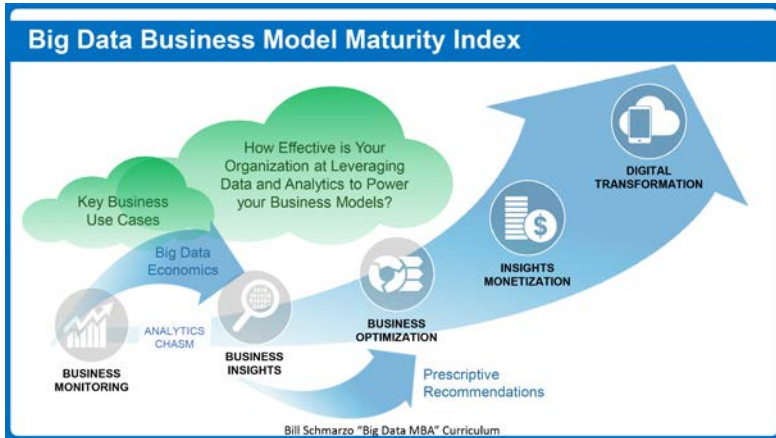 Big Data Business Model Maturity Index
How Effective is Your
Organization at Leveraging
Data and Analytics to Power
your Business Models?
Key Business
Use Cases
Big Data
Economics
ANALYTICS
CHASM
BUSINESS
MONITORING
BUSINESS
INSIGHTS
BUSINESS
OPTIMIZATION
INSIGHTS
MONETIZATION
DIGITAL
TRANSFORMATION
Prescriptive
Recommendations
Bill Schmarzo "Big Data MBA" Curriculum